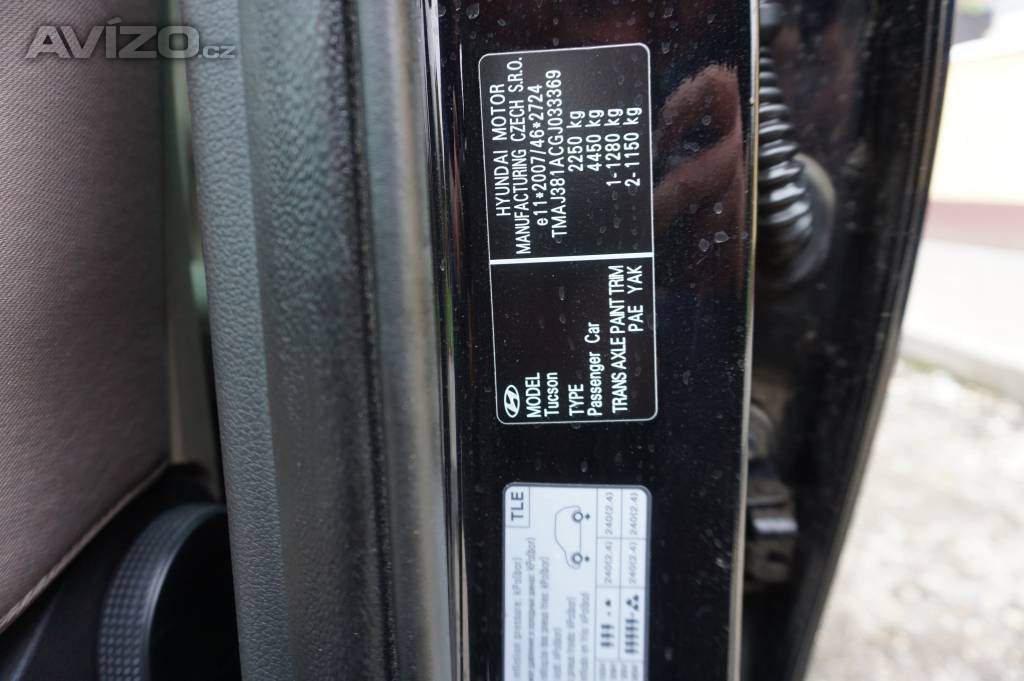 AVÍZO.cz
HYUNDAI MOTOR
MANUFACTURING CZECH S.R.O.
e11*2007/46*2724
TMAJ381ACGJ033369
2250 kg
4450 kg
1-1280 kg
2-1150 kg
MODEL
Tucson
TYPE
Passenger Car
TRANS AXLE PAINT TRIM
PAE YAK
TLE
240(2.4) 240(2.4)
240(2.4) 240(2.4)